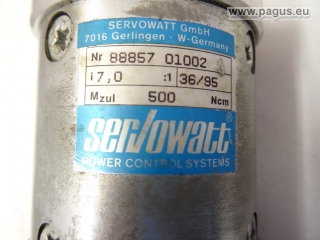 © www.pagus.eu
SERVOWATT GmbH
7016 Gerlingen - W-Germany
Nr 88857 01002
i 7,0 :1 36/95
Mzul 500 Ncm
servowatt
POWER CONTROL SYSTEMS